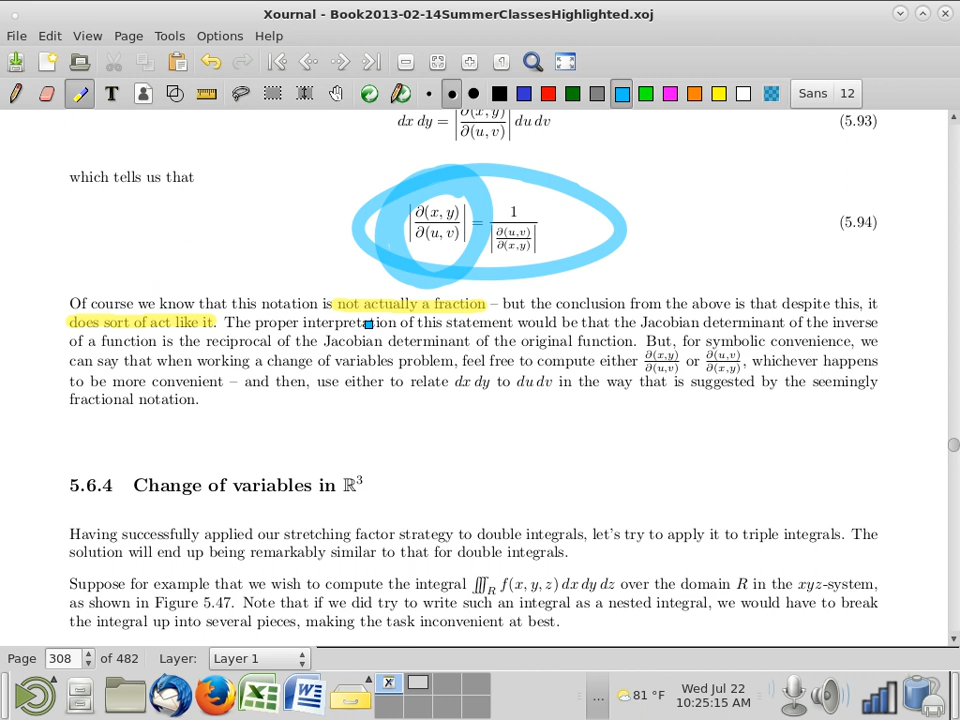 Xournal - Book2013-02-14SummerClassesHighlighted.xoj
File Edit View Page Tools Options Help
T Sans 12
dx dy = |∂(x, y)/∂(u, v)| du dv (5.93)
which tells us that
|∂(x, y)/∂(u, v)| = 1/|∂(u,v)/∂(x,y)| (5.94)
Of course we know that this notation is not actually a fraction – but the conclusion from the above is that despite this, it
does sort of act like it. The proper interpretation of this statement would be that the Jacobian determinant of the inverse
of a function is the reciprocal of the Jacobian determinant of the original function. But, for symbolic convenience, we
can say that when working a change of variables problem, feel free to compute either ∂(x,y)/∂(u,v) or ∂(u,v)/∂(x,y), whichever happens
to be more convenient – and then, use either to relate dx dy to du dv in the way that is suggested by the seemingly
fractional notation.
5.6.4 Change of variables in ℝ³
Having successfully applied our stretching factor strategy to double integrals, let's try to apply it to triple integrals. The
solution will end up being remarkably similar to that for double integrals.
Suppose for example that we wish to compute the integral ∭_R f(x, y, z) dx dy dz over the domain R in the xyz-system,
as shown in Figure 5.47. Note that if we did try to write such an integral as a nested integral, we would have to break
the integral up into several pieces, making the task inconvenient at best.
Page 308 of 482 Layer: Layer 1
... 81 °F Wed Jul 22
10:25:15 AM